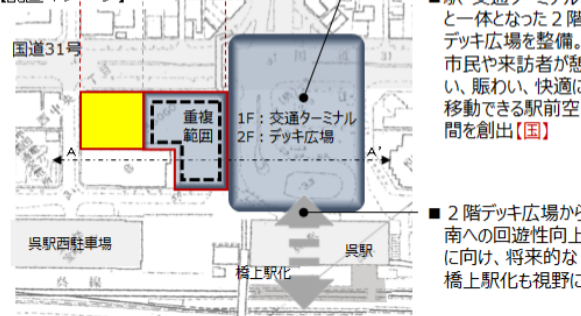 国道31号
重複
範囲
1F：交通ターミナル
2F：デッキ広場
A
A'
呉駅西駐車場
呉駅
橋上駅化
と一体となった２階
デッキ広場を整備。
市民や来訪者が憩
い、賑わい、快適に
移動できる駅前空
間を創出【国】
■ ２階デッキ広場から
南への回遊性向上
に向け、将来的な
橋上駅化も視野に